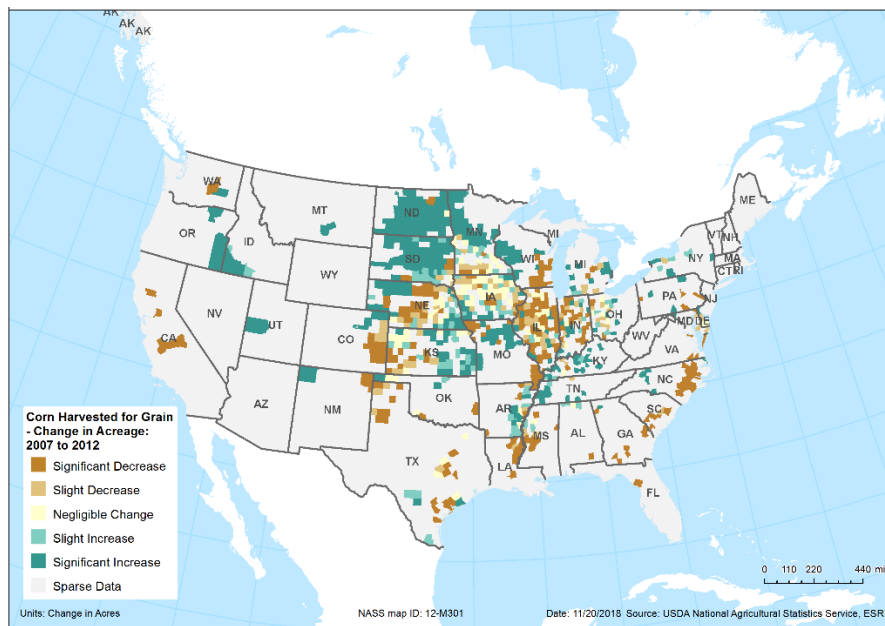 AK
AK
AK
WA
MT
ND
MN
ME
OR
ID
SD
WI
MI
VT
NH
WY
MI
NY
MA
CT
RI
NE
IA
PA
NJ
NV
UT
CO
IL
IN
OH
MD
DE
CA
KS
MO
WV
VA
KY
AZ
NM
OK
AR
TN
NC
SC
TX
LA
MS
AL
GA
FL
Corn Harvested for Grain
- Change in Acreage:
2007 to 2012
Significant Decrease
Slight Decrease
Negligible Change
Slight Increase
Significant Increase
Sparse Data
0 110 220 440 mi
Units: Change in Acres NASS map ID: 12-M301 Date: 11/20/2018 Source: USDA National Agricultural Statistics Service, ESR